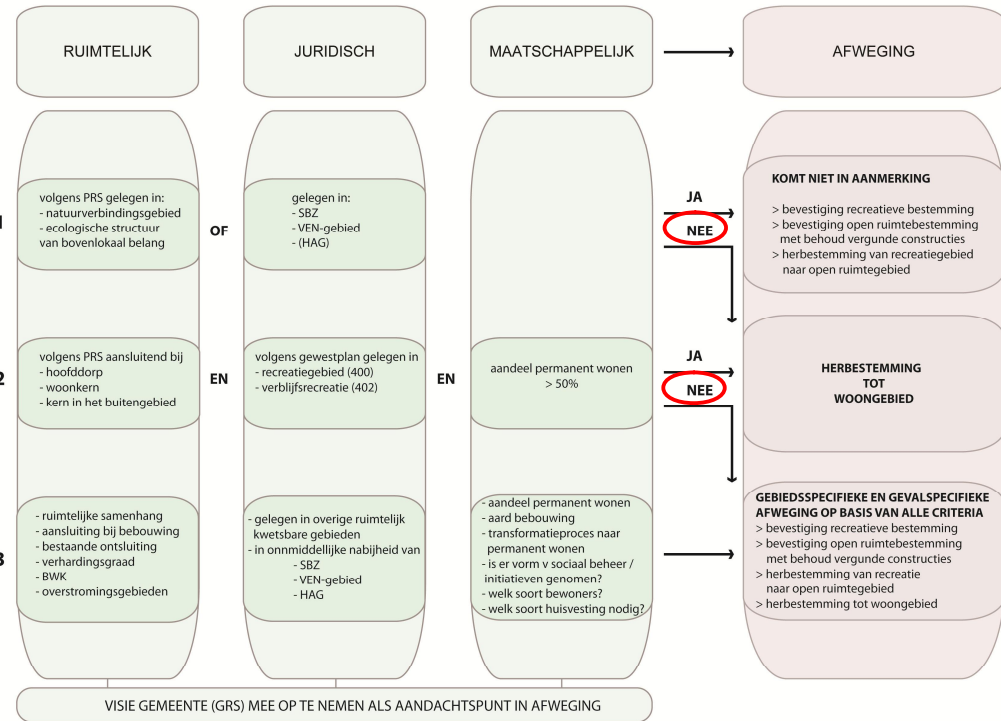 RUIMTELIJK
JURIDISCH
MAATSCHAPPELIJK
AFWEGING
1
volgens PRS gelegen in:
- natuurverbindingsgebied
- ecologische structuur
van bovenlokaal belang
OF
gelegen in:
- SBZ
- VEN-gebied
- (HAG)
JA
NEE
KOMT NIET IN AANMERKING
> bevestiging recreatieve bestemming
> bevestiging open ruimtebestemming
met behoud vergunde constructies
> herbestemming van recreatiegebied
naar open ruimtegebied
2
volgens PRS aansluitend bij
- hoofddorp
- woonkern
- kern in het buitengebied
EN
volgens gewestplan gelegen in
- recreatiegebied (400)
- verblijfsrecreatie (402)
EN
aandeel permanent wonen
> 50%
JA
NEE
HERBESTEMMING
TOT
WOONGEBIED
3
- ruimtelijke samenhang
- aansluiting bij bebouwing
- bestaande ontsluiting
- verhardingsgraad
- BWK
- overstromingsgebieden
- gelegen in overige ruimtelijk
kwetsbare gebieden
- in onnmiddellijke nabijheid van
- SBZ
- VEN-gebied
- HAG
- aandeel permanent wonen
- aard bebouwing
- transformatieproces naar
permanent wonen
- is er vorm v sociaal beheer /
initiatieven genomen?
- welk soort bewoners?
- welk soort huisvesting nodig?
GEBIEDSSPECIFIEKE EN GEVALSPECIFIEKE
AFWEGING OP BASIS VAN ALLE CRITERIA
> bevestiging recreatieve bestemming
> bevestiging open ruimtebestemming
met behoud vergunde constructies
> herbestemming van recreatie
naar open ruimtegebied
> herbestemming tot woongebied
VISIE GEMEENTE (GRS) MEE OP TE NEMEN ALS AANDACHTSPUNT IN AFWEGING